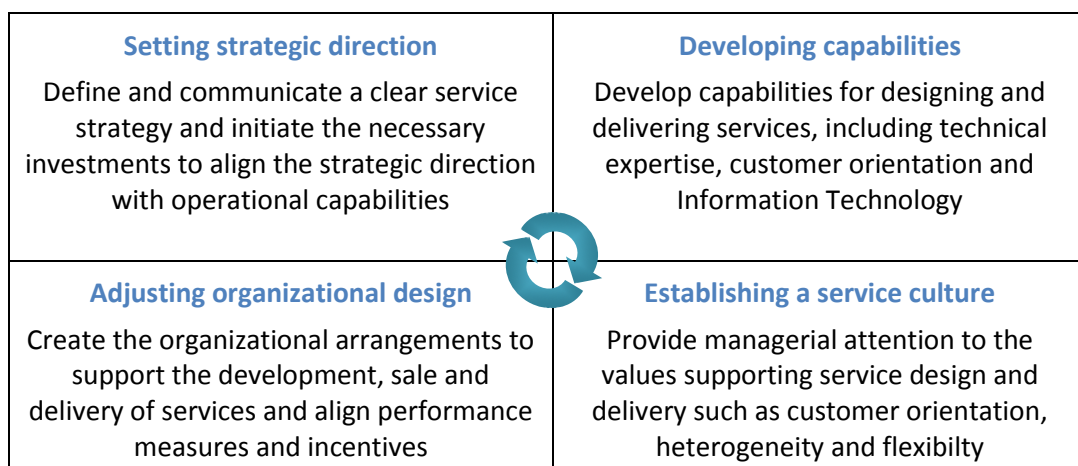 Setting strategic direction
Define and communicate a clear service
strategy and initiate the necessary
investments to align the strategic direction
with operational capabilities
Developing capabilities
Develop capabilities for designing and
delivering services, including technical
expertise, customer orientation and
Information Technology
Adjusting organizational design
Create the organizational arrangements to
support the development, sale and
delivery of services and align performance
measures and incentives
Establishing a service culture
Provide managerial attention to the
values supporting service design and
delivery such as customer orientation,
heterogeneity and flexibilty